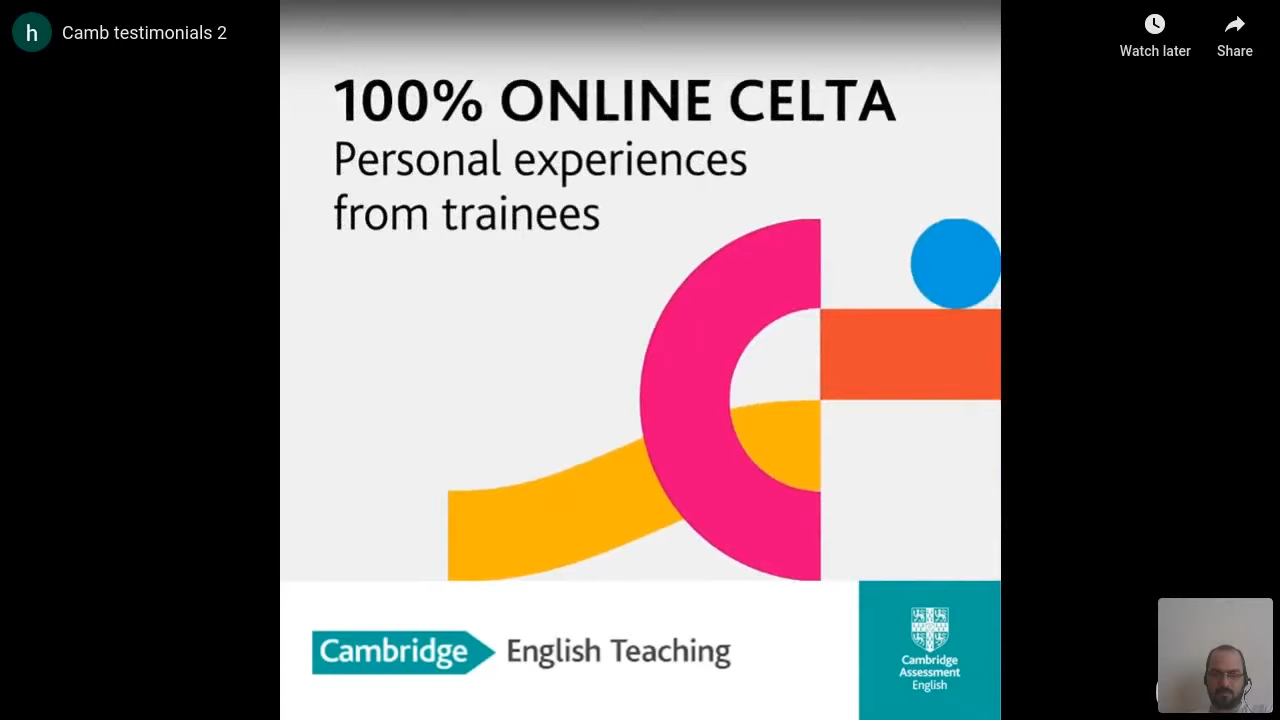 h
Camb testimonials 2
Watch later
Share
100% ONLINE CELTA
Personal experiences
from trainees
Cambridge English Teaching
Cambridge
Assessment
English